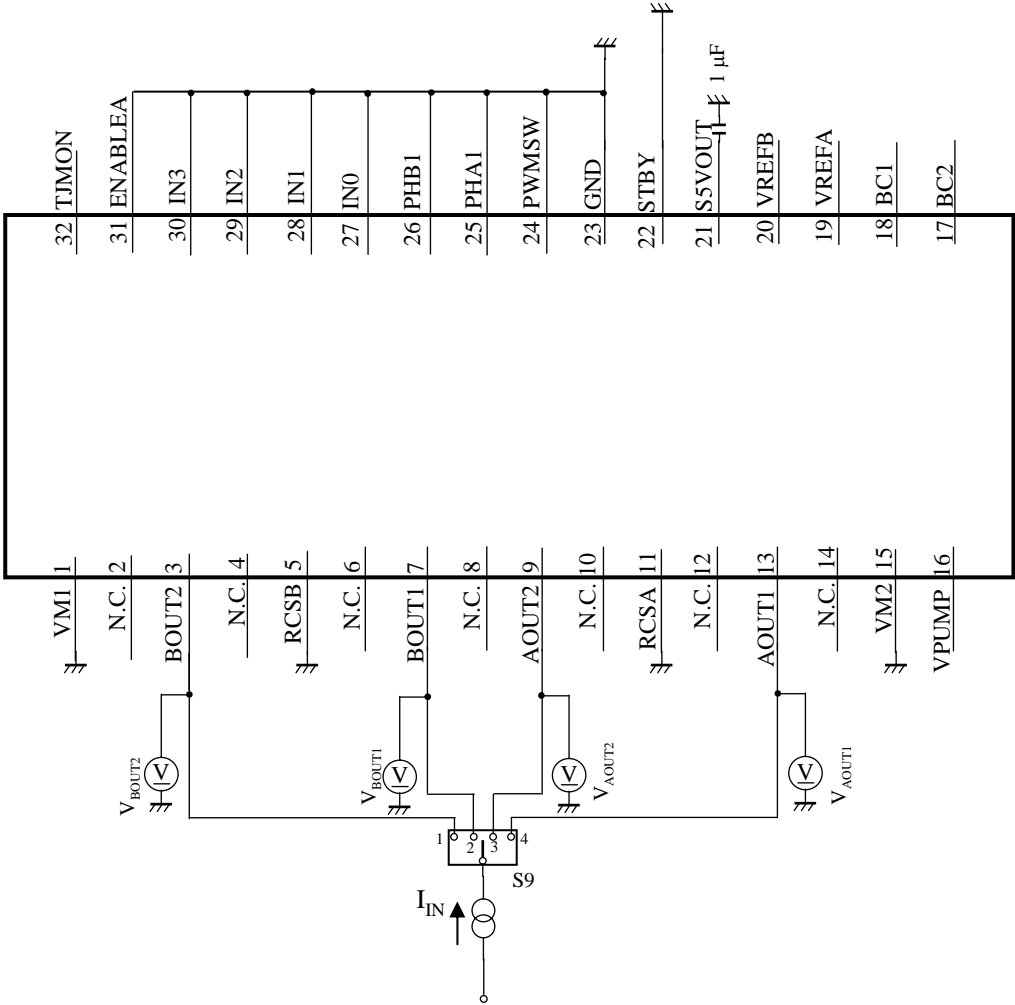 1 μF
32 TJMON
31 ENABLEA
30 IN3
29 IN2
28 IN1
27 IN0
26 PHB1
25 PHA1
24 PWMSW
23 GND
22 STBY
21 S5VOUT
20 VREFB
19 VREFA
18 BC1
17 BC2
VM1 1
N.C. 2
BOUT2 3
N.C. 4
RCSB 5
N.C. 6
BOUT1 7
N.C. 8
AOUT2 9
N.C. 10
RCSA 11
N.C. 12
AOUT1 13
N.C. 14
VM2 15
VPUMP 16
V
VBOUT2
V
VBOUT1
V
VAOUT2
V
VAOUT1
1 2 3 4
S9
IIN